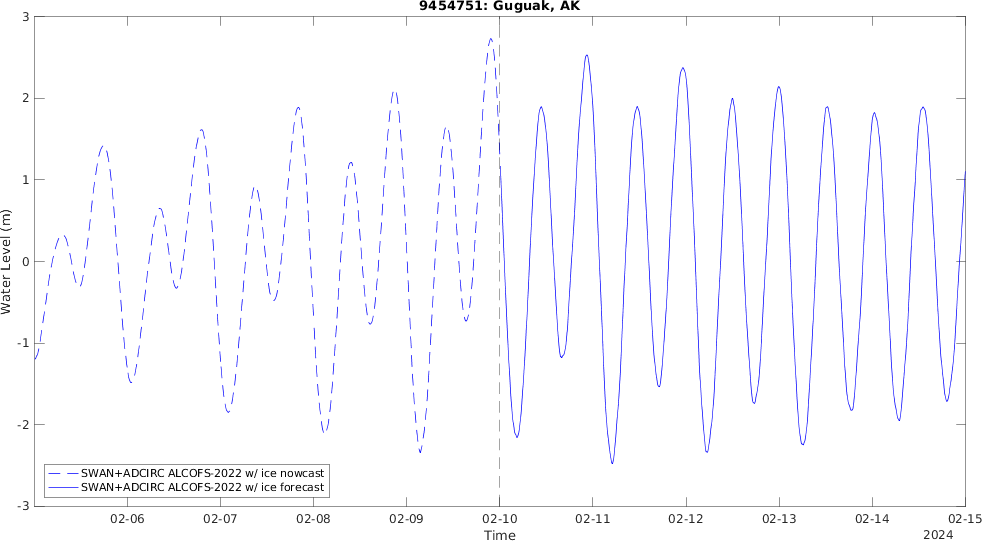 9454751: Guguak, AK
3
2
1
0
-1
-2
-3
Water Level (m)
SWAN+ADCIRC ALCOFS-2022 w/ ice nowcast
SWAN+ADCIRC ALCOFS-2022 w/ ice forecast
02-06 02-07 02-08 02-09 02-10 02-11 02-12 02-13 02-14 02-15
Time
2024